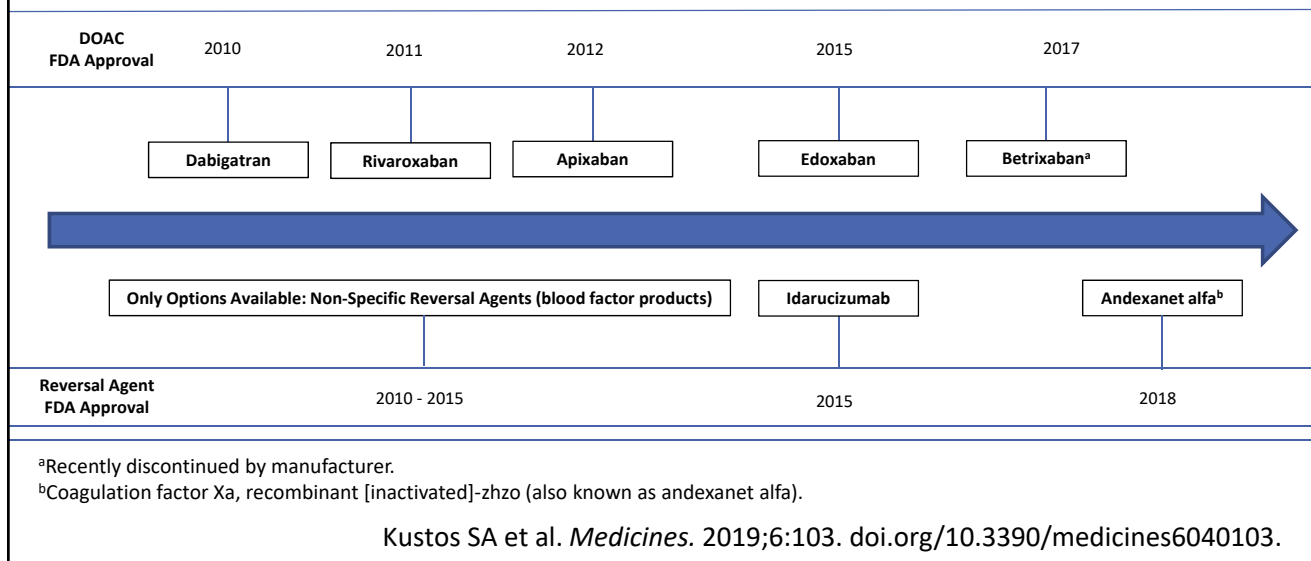 DOAC
FDA Approval
2010
2011
2012
2015
2017
Dabigatran
Rivaroxaban
Apixaban
Edoxaban
Betrixabanᵃ
Only Options Available: Non-Specific Reversal Agents (blood factor products)
Idarucizumab
Andexanet alfaᵇ
Reversal Agent
FDA Approval
2010 - 2015
2015
2018
ᵃRecently discontinued by manufacturer.
ᵇCoagulation factor Xa, recombinant [inactivated]-zhzo (also known as andexanet alfa).
Kustos SA et al. Medicines. 2019;6:103. doi.org/10.3390/medicines6040103.